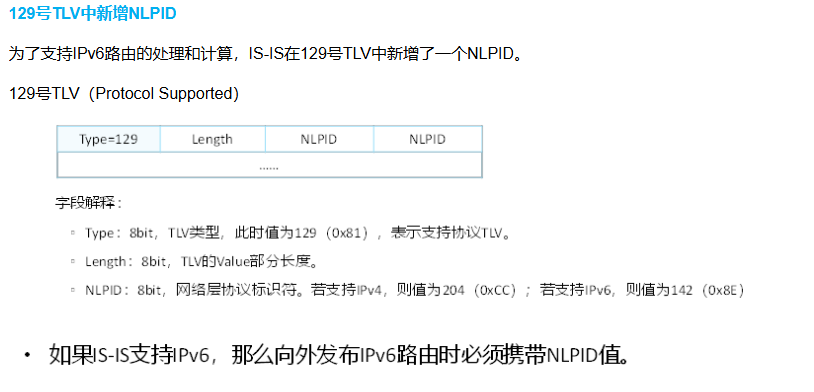 129号TLV中新增NLPID
为了支持IPv6路由的处理和计算，IS-IS在129号TLV中新增了一个NLPID。
129号TLV（Protocol Supported）
Type=129 Length NLPID NLPID
......
字段解释：
▫ Type：8bit，TLV类型，此时值为129（0x81），表示支持协议TLV。
▫ Length：8bit，TLV的Value部分长度。
▫ NLPID：8bit，网络层协议标识符。若支持IPv4，则值为204（0xCC）；若支持IPv6，则值为142（0x8E）
• 如果IS-IS支持IPv6，那么向外发布IPv6路由时必须携带NLPID值。